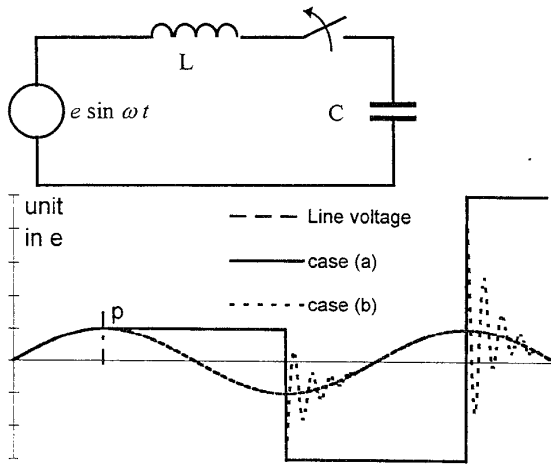 L
e sin ω t
C
unit
in e
Line voltage
case (a)
case (b)
p